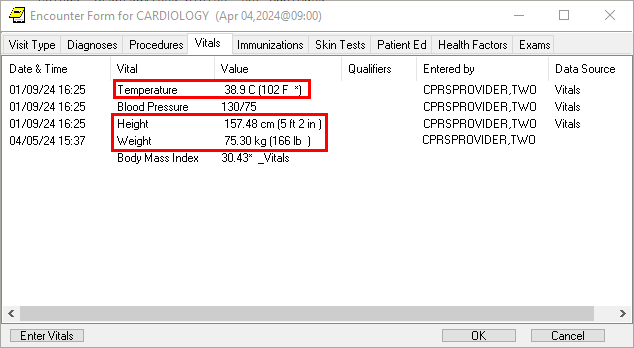 Encounter Form for CARDIOLOGY (Apr 04,2024@09:00)
Visit Type Diagnoses Procedures Vitals Immunizations Skin Tests Patient Ed Health Factors Exams
Date & Time Vital Value Qualifiers Entered by Data Source
01/09/24 16:25 Temperature 38.9 C (102 F *) CPRSPROVIDER,TWO Vitals
01/09/24 16:25 Blood Pressure 130/75 CPRSPROVIDER,TWO Vitals
01/09/24 16:25 Height 157.48 cm (5 ft 2 in ) CPRSPROVIDER,TWO Vitals
04/05/24 15:37 Weight 75.30 kg (166 lb ) CPRSPROVIDER,TWO
Body Mass Index 30.43* _Vitals
Enter Vitals OK Cancel